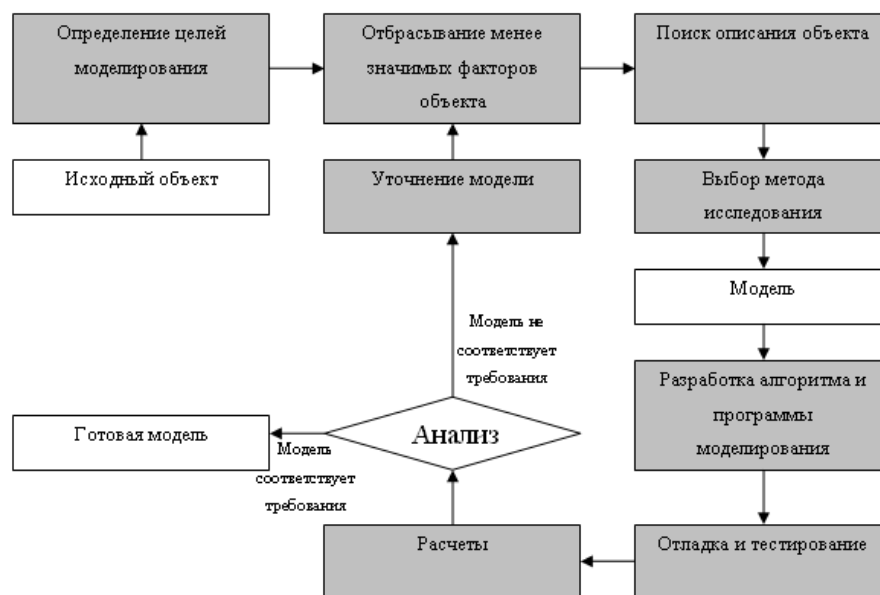 Определение целей
моделирования
Отбрасывание менее
значимых факторов
объекта
Поиск описания объекта
Исходный объект
Уточнение модели
Выбор метода
исследования
Модель
Модель не
соответствует
требования
Разработка алгоритма и
программы
моделирования
Готовая модель
Анализ
Модель
соответствует
требования
Расчеты
Отладка и тестирование